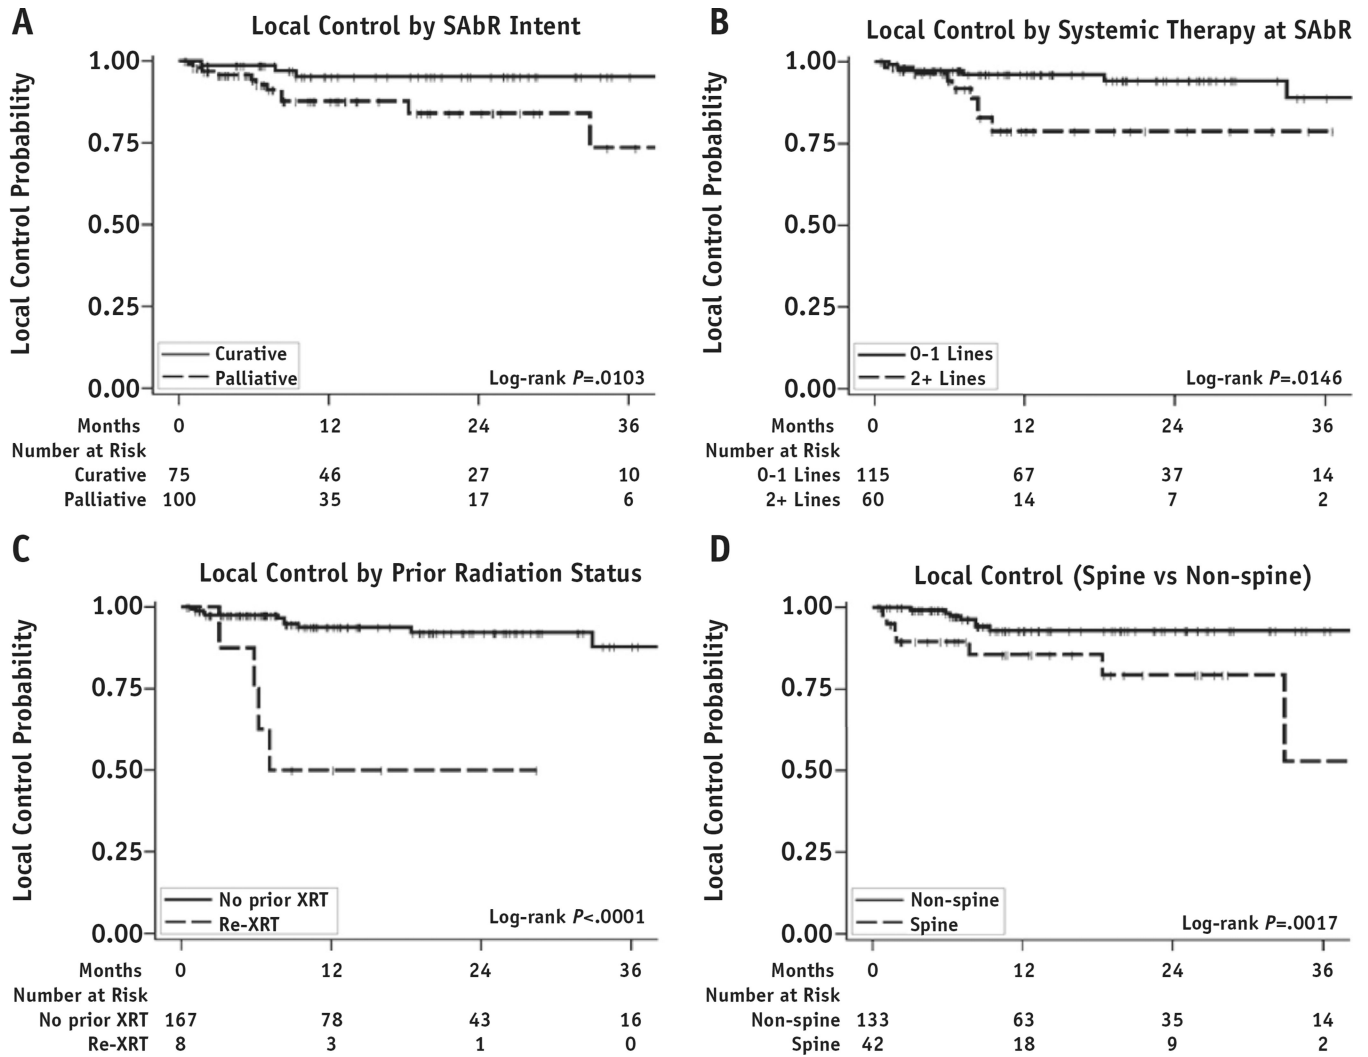 A
Local Control by SAbR Intent
Local Control Probability
1.00
0.75
0.50
0.25
0.00
Curative
Palliative
Log-rank P=.0103
Months 0 12 24 36
Number at Risk
Curative 75 46 27 10
Palliative 100 35 17 6
B
Local Control by Systemic Therapy at SAbR
Local Control Probability
1.00
0.75
0.50
0.25
0.00
0-1 Lines
2+ Lines
Log-rank P=.0146
Months 0 12 24 36
Number at Risk
0-1 Lines 115 67 37 14
2+ Lines 60 14 7 2
C
Local Control by Prior Radiation Status
Local Control Probability
1.00
0.75
0.50
0.25
0.00
No prior XRT
Re-XRT
Log-rank P<.0001
Months 0 12 24 36
Number at Risk
No prior XRT 167 78 43 16
Re-XRT 8 3 1 0
D
Local Control (Spine vs Non-spine)
Local Control Probability
1.00
0.75
0.50
0.25
0.00
Non-spine
Spine
Log-rank P=.0017
Months 0 12 24 36
Number at Risk
Non-spine 133 63 35 14
Spine 42 18 9 2